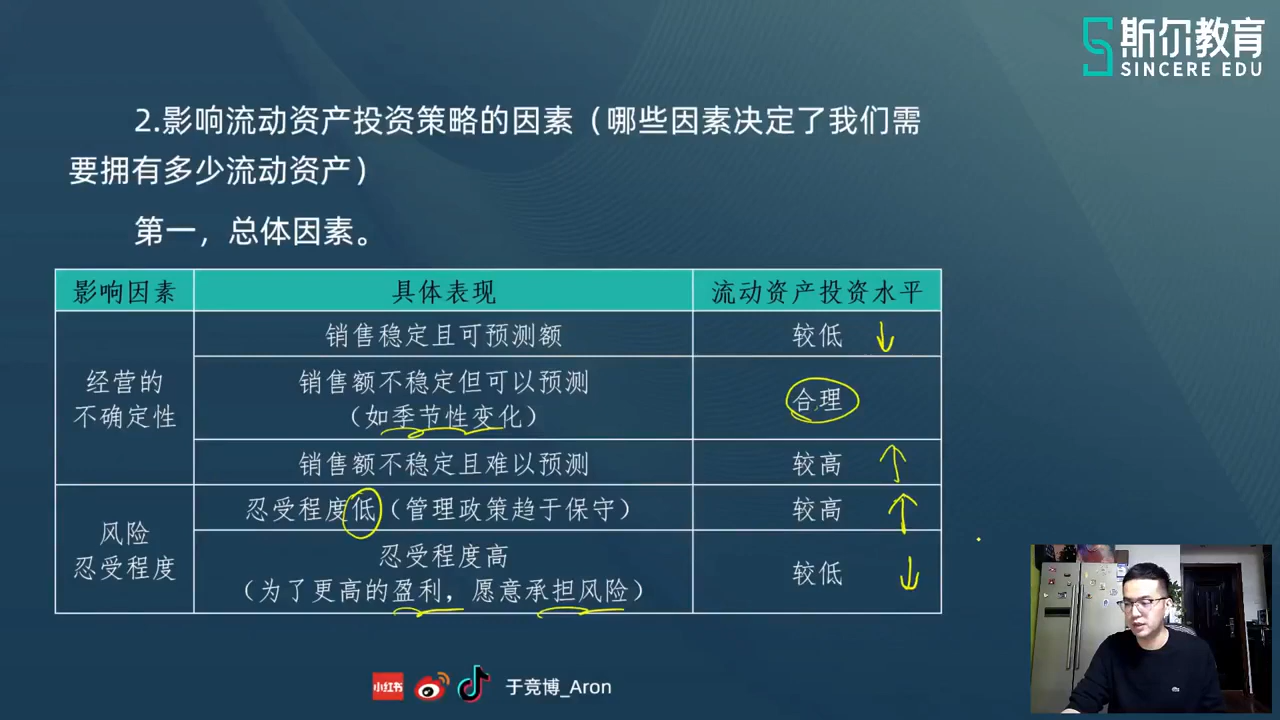 斯尔教育
SINCERE EDU
2.影响流动资产投资策略的因素（哪些因素决定了我们需
要拥有多少流动资产）
第一，总体因素。
影响因素 具体表现 流动资产投资水平
经营的
不确定性
销售稳定且可预测额 较低
销售额不稳定但可以预测
（如季节性变化）
合理
销售额不稳定且难以预测 较高
风险
忍受程度
忍受程度低（管理政策趋于保守） 较高
忍受程度高
（为了更高的盈利，愿意承担风险）
较低
小红书 于竞博_Aron